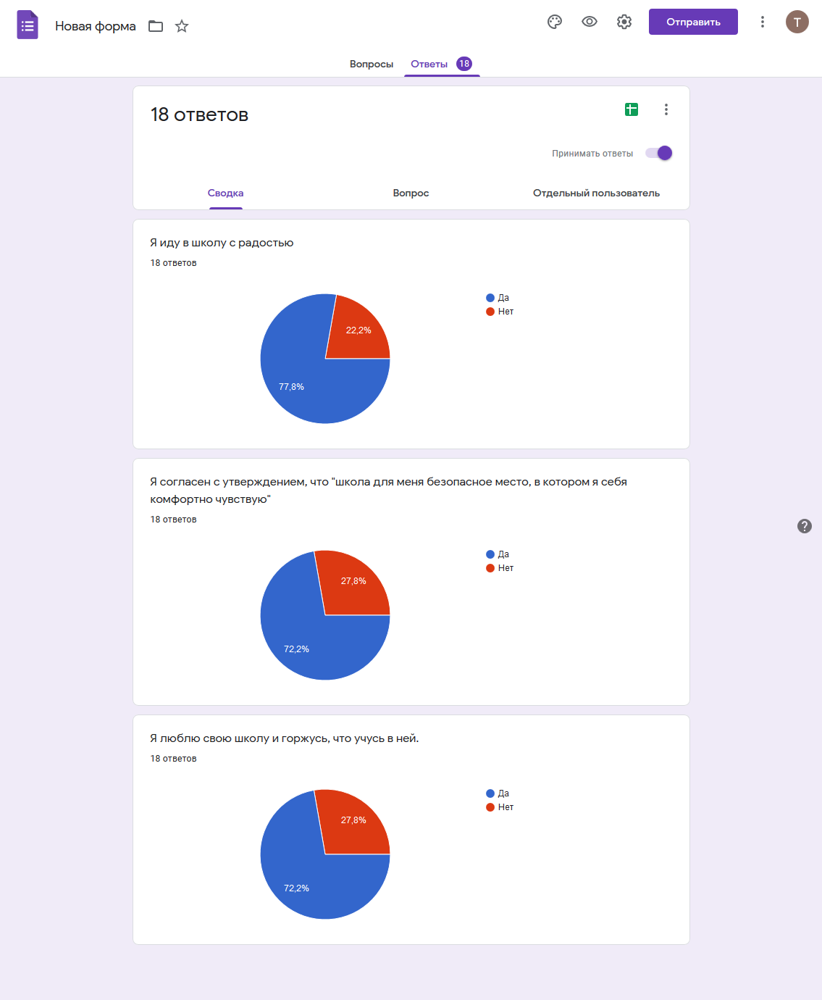 Новая форма
Отправить
T
Вопросы
Ответы 18
18 ответов
Принимать ответы
Сводка
Вопрос
Отдельный пользователь
Я иду в школу с радостью
18 ответов
Да
Нет
22,2%
77,8%
Я согласен с утверждением, что "школа для меня безопасное место, в котором я себя
комфортно чувствую"
18 ответов
Да
Нет
27,8%
72,2%
Я люблю свою школу и горжусь, что учусь в ней.
18 ответов
Да
Нет
27,8%
72,2%